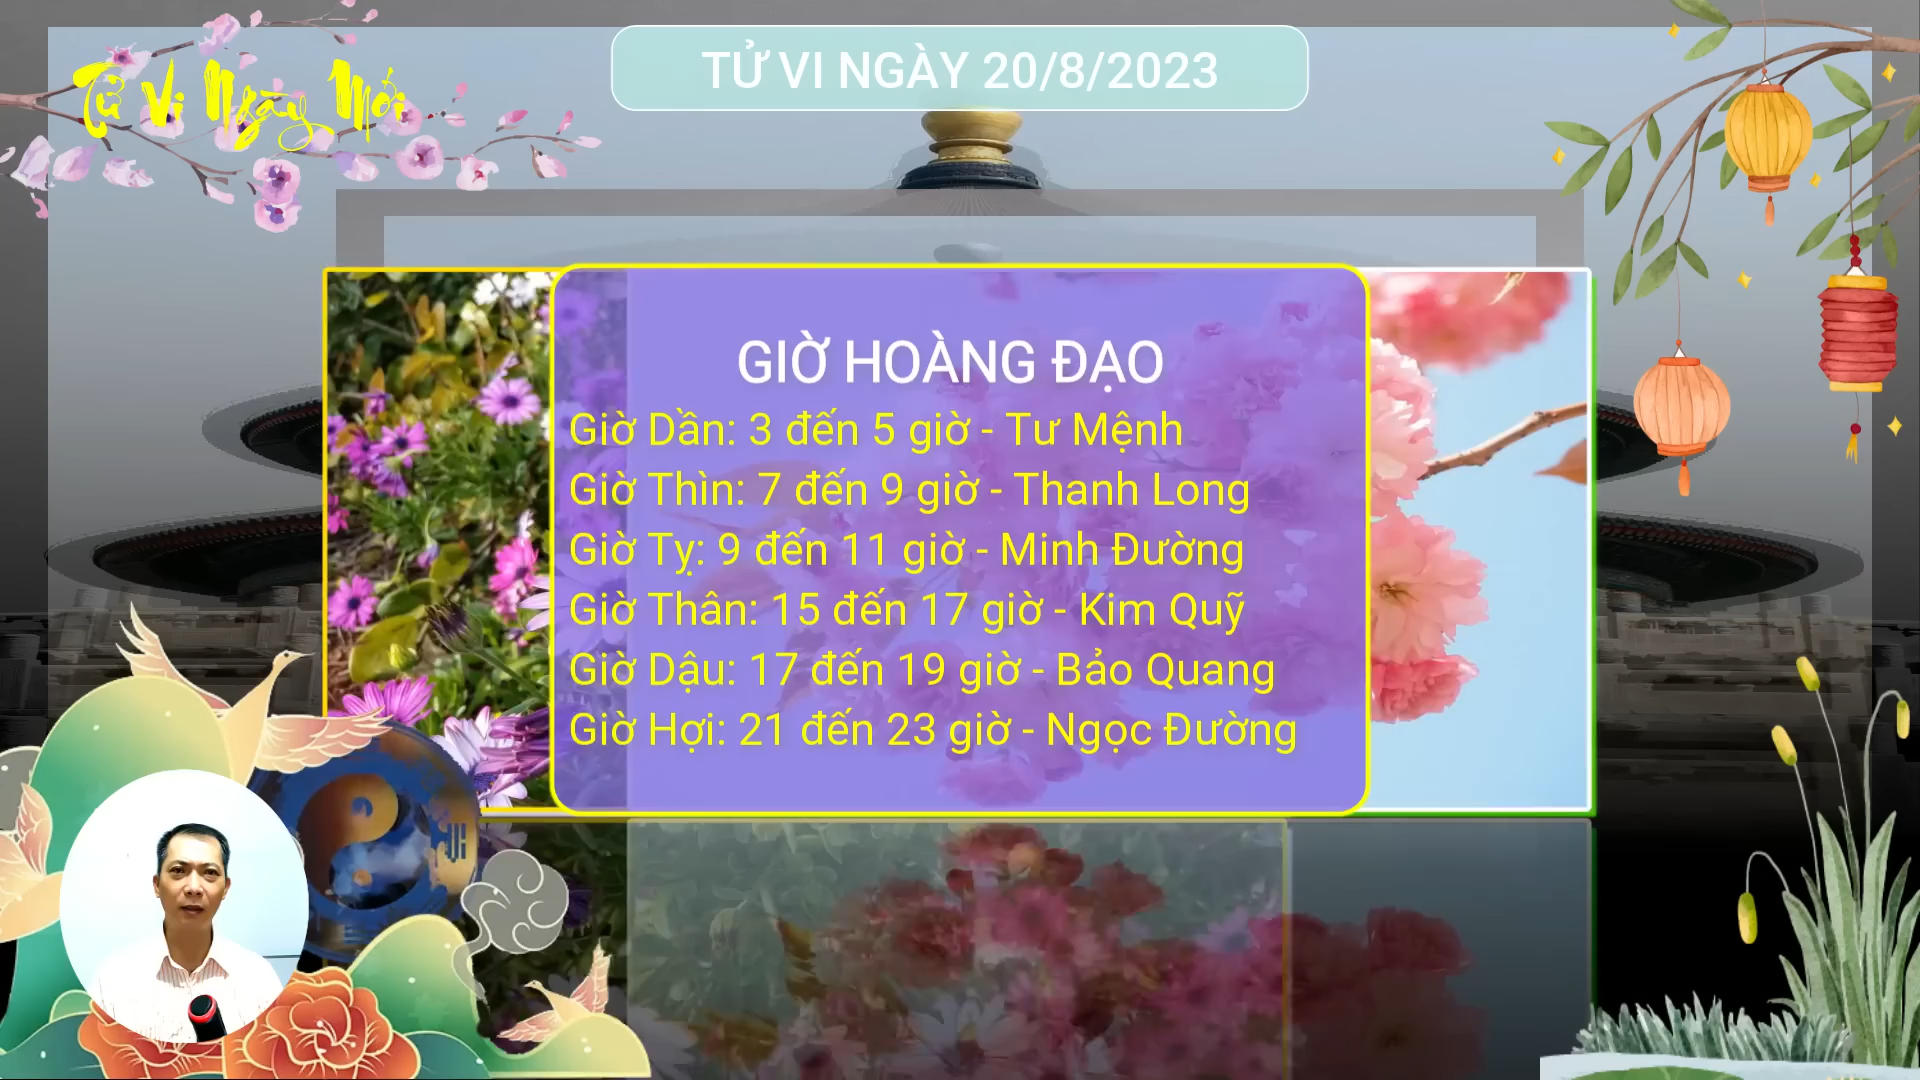 TỬ VI NGÀY 20/8/2023
Tử Vi Ngày Mới
GIỜ HOÀNG ĐẠO
Giờ Dần: 3 đến 5 giờ - Tư Mệnh
Giờ Thìn: 7 đến 9 giờ - Thanh Long
Giờ Tỵ: 9 đến 11 giờ - Minh Đường
Giờ Thân: 15 đến 17 giờ - Kim Quỹ
Giờ Dậu: 17 đến 19 giờ - Bảo Quang
Giờ Hợi: 21 đến 23 giờ - Ngọc Đường